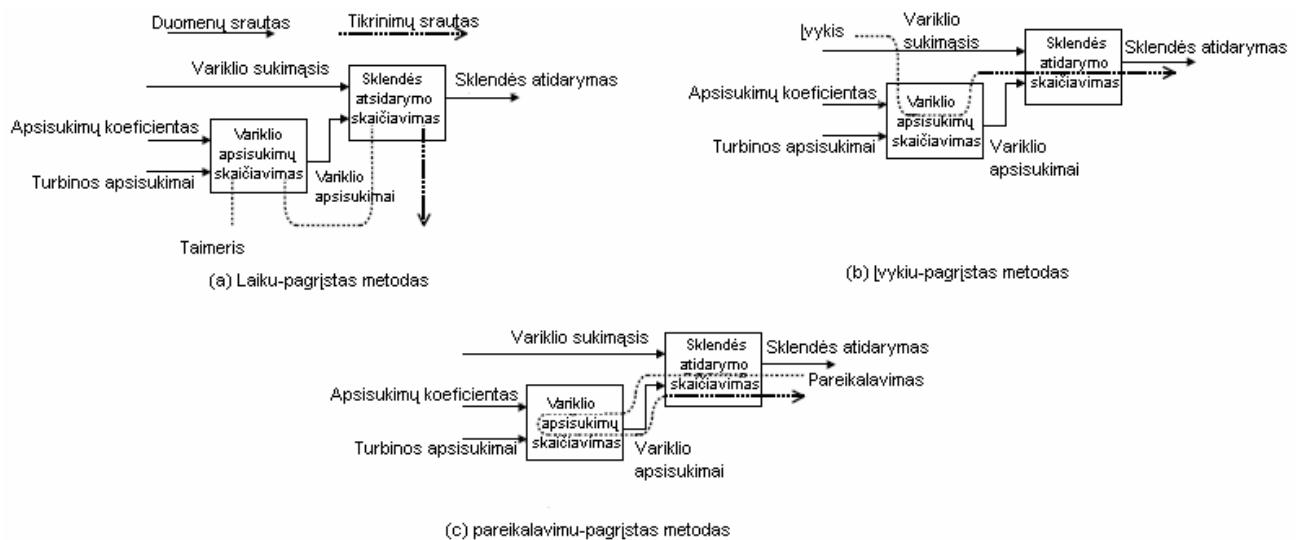 Duomenų srautas
Tikrinimų srautas
Variklio sukimąsis
Sklendės
atsidarymo
skaičiavimas
Sklendės atidarymas
Apsisukimų koeficientas
Variklio
apsisukimų
skaičiavimas
Turbinos apsisukimai
Variklio
apsisukimai
Taimeris
(a) Laiku-pagrįstas metodas
Įvykis
Variklio
sukimąsis
Sklendės
atidarymo
skaičiavimas
Sklendės atidarymas
Apsisukimų koeficientas
Variklio
apsisukimų
skaičiavimas
Turbinos apsisukimai
Variklio
apsisukimai
(b) Įvykiu-pagrįstas metodas
Variklio sukimąsis
Sklendės
atidarymo
skaičiavimas
Sklendės atidarymas
Pareikalavimas
Apsisukimų koeficientas
Variklio
apsisukimų
skaičiavimas
Turbinos apsisukimai
Variklio
apsisukimai
(c) pareikalavimu-pagrįstas metodas